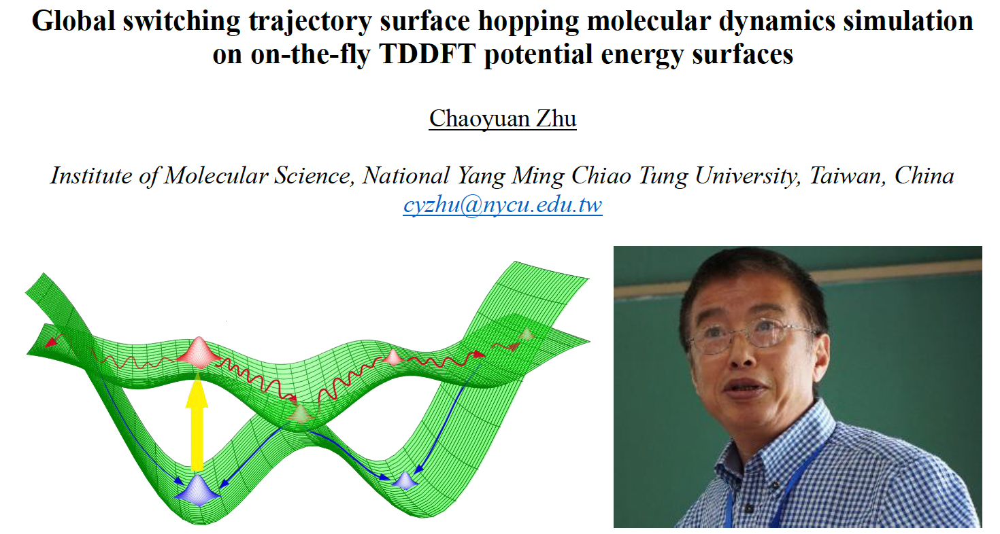 Global switching trajectory surface hopping molecular dynamics simulation
on on-the-fly TDDFT potential energy surfaces
Chaoyuan Zhu
Institute of Molecular Science, National Yang Ming Chiao Tung University, Taiwan, China
cyzhu@nycu.edu.tw